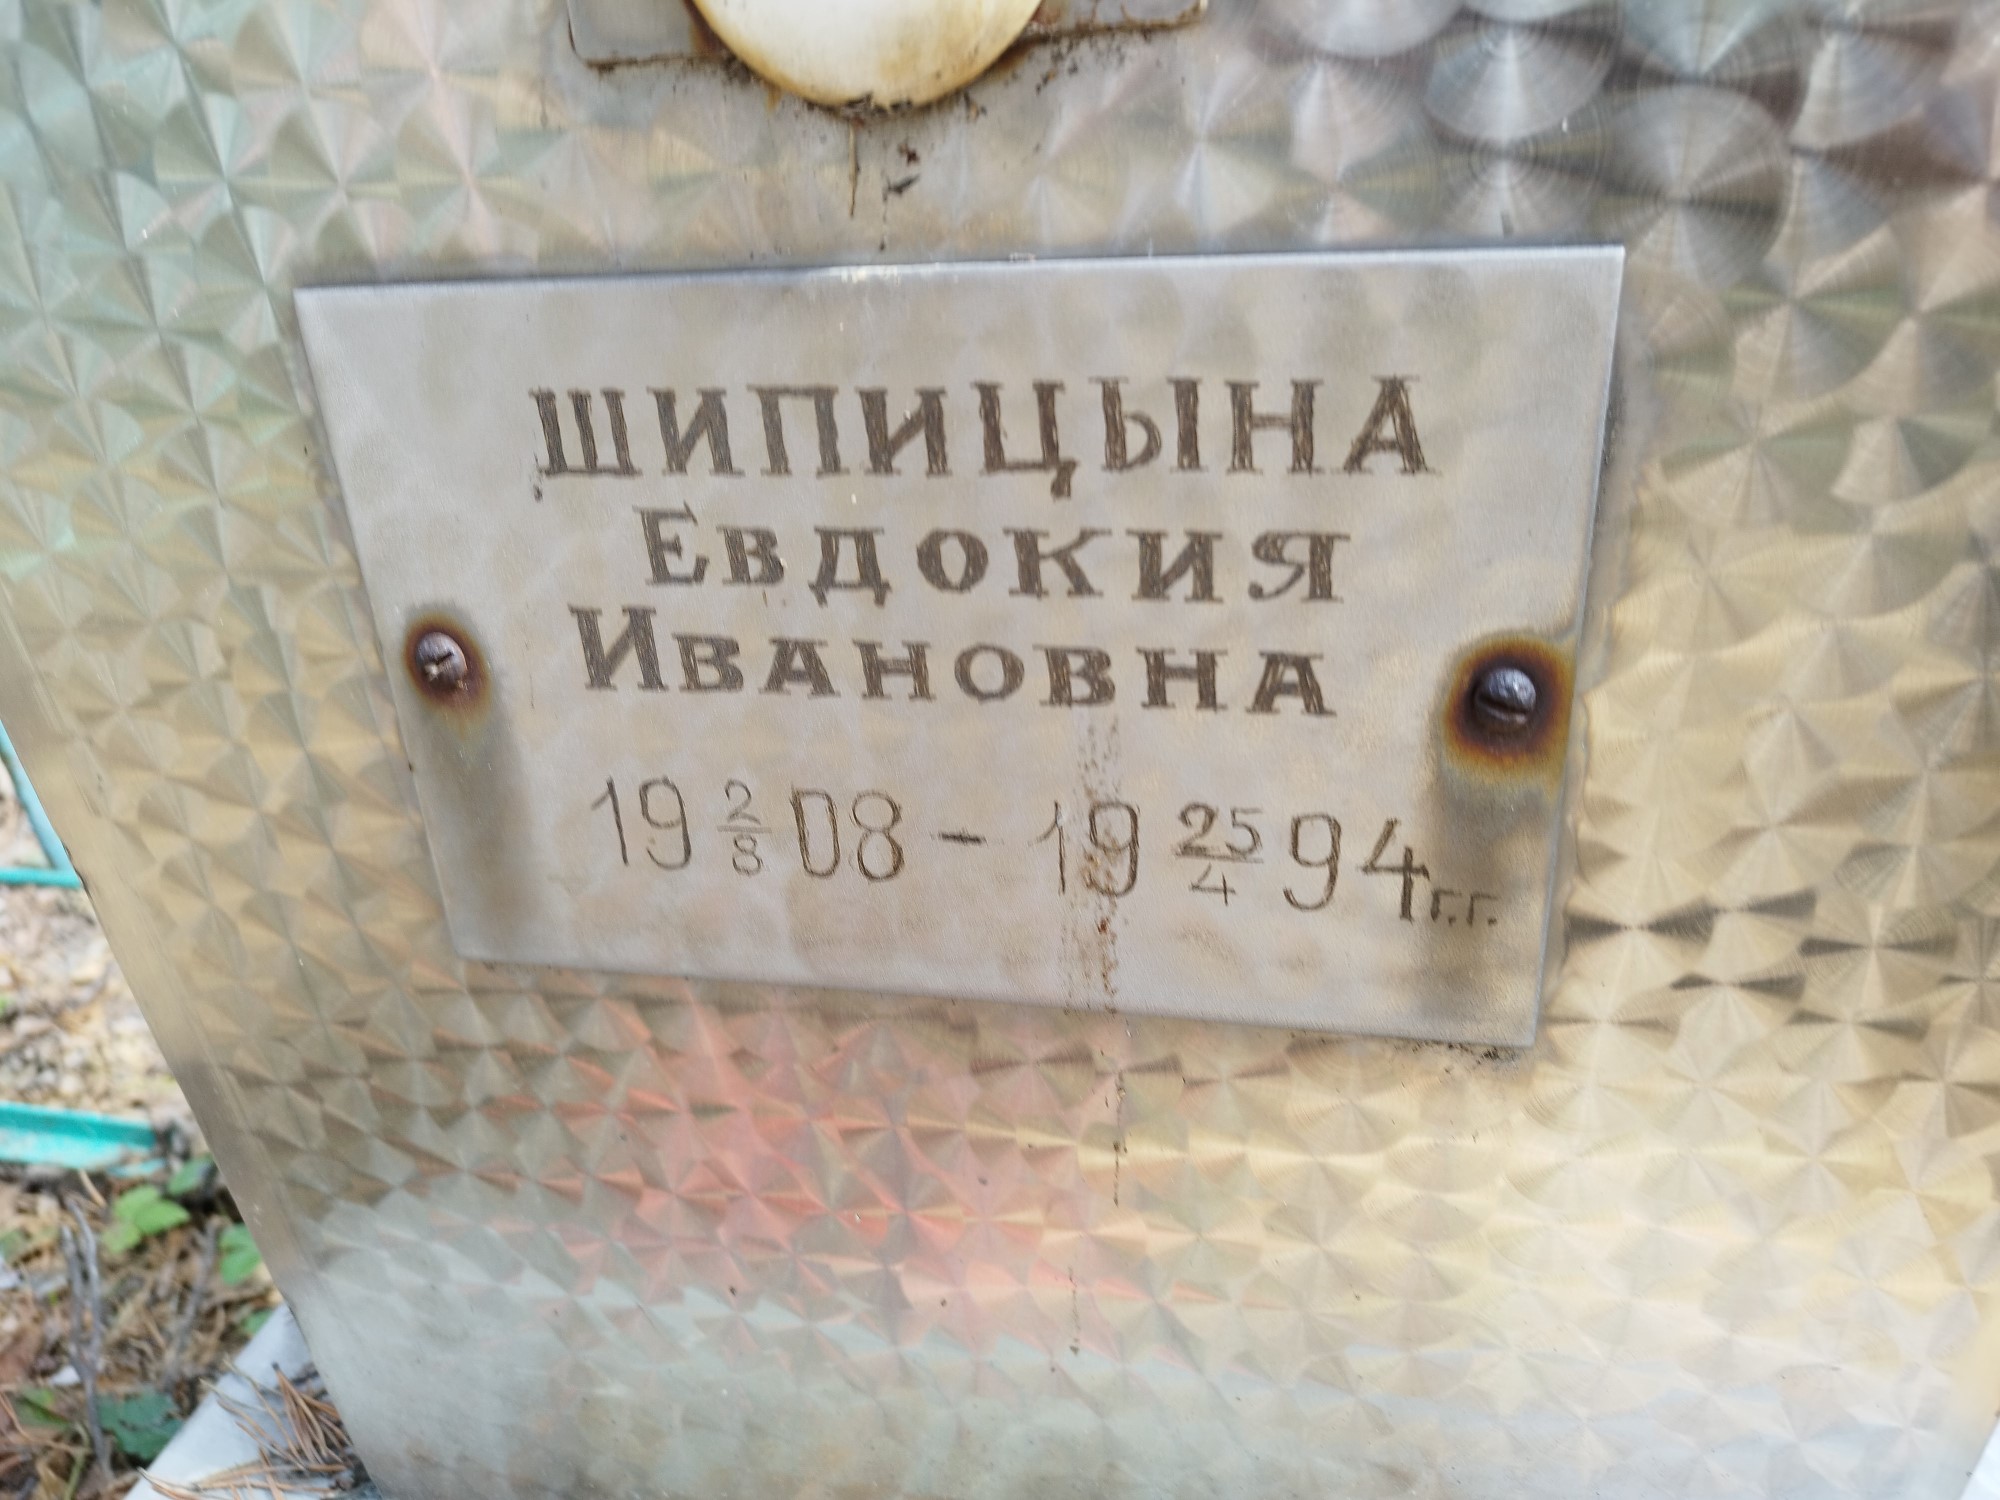 ШИПИЦЫНА
ЕВДОКИЯ
ИВАНОВНА
19 2/8 08 - 19 25/4 94 г.г.